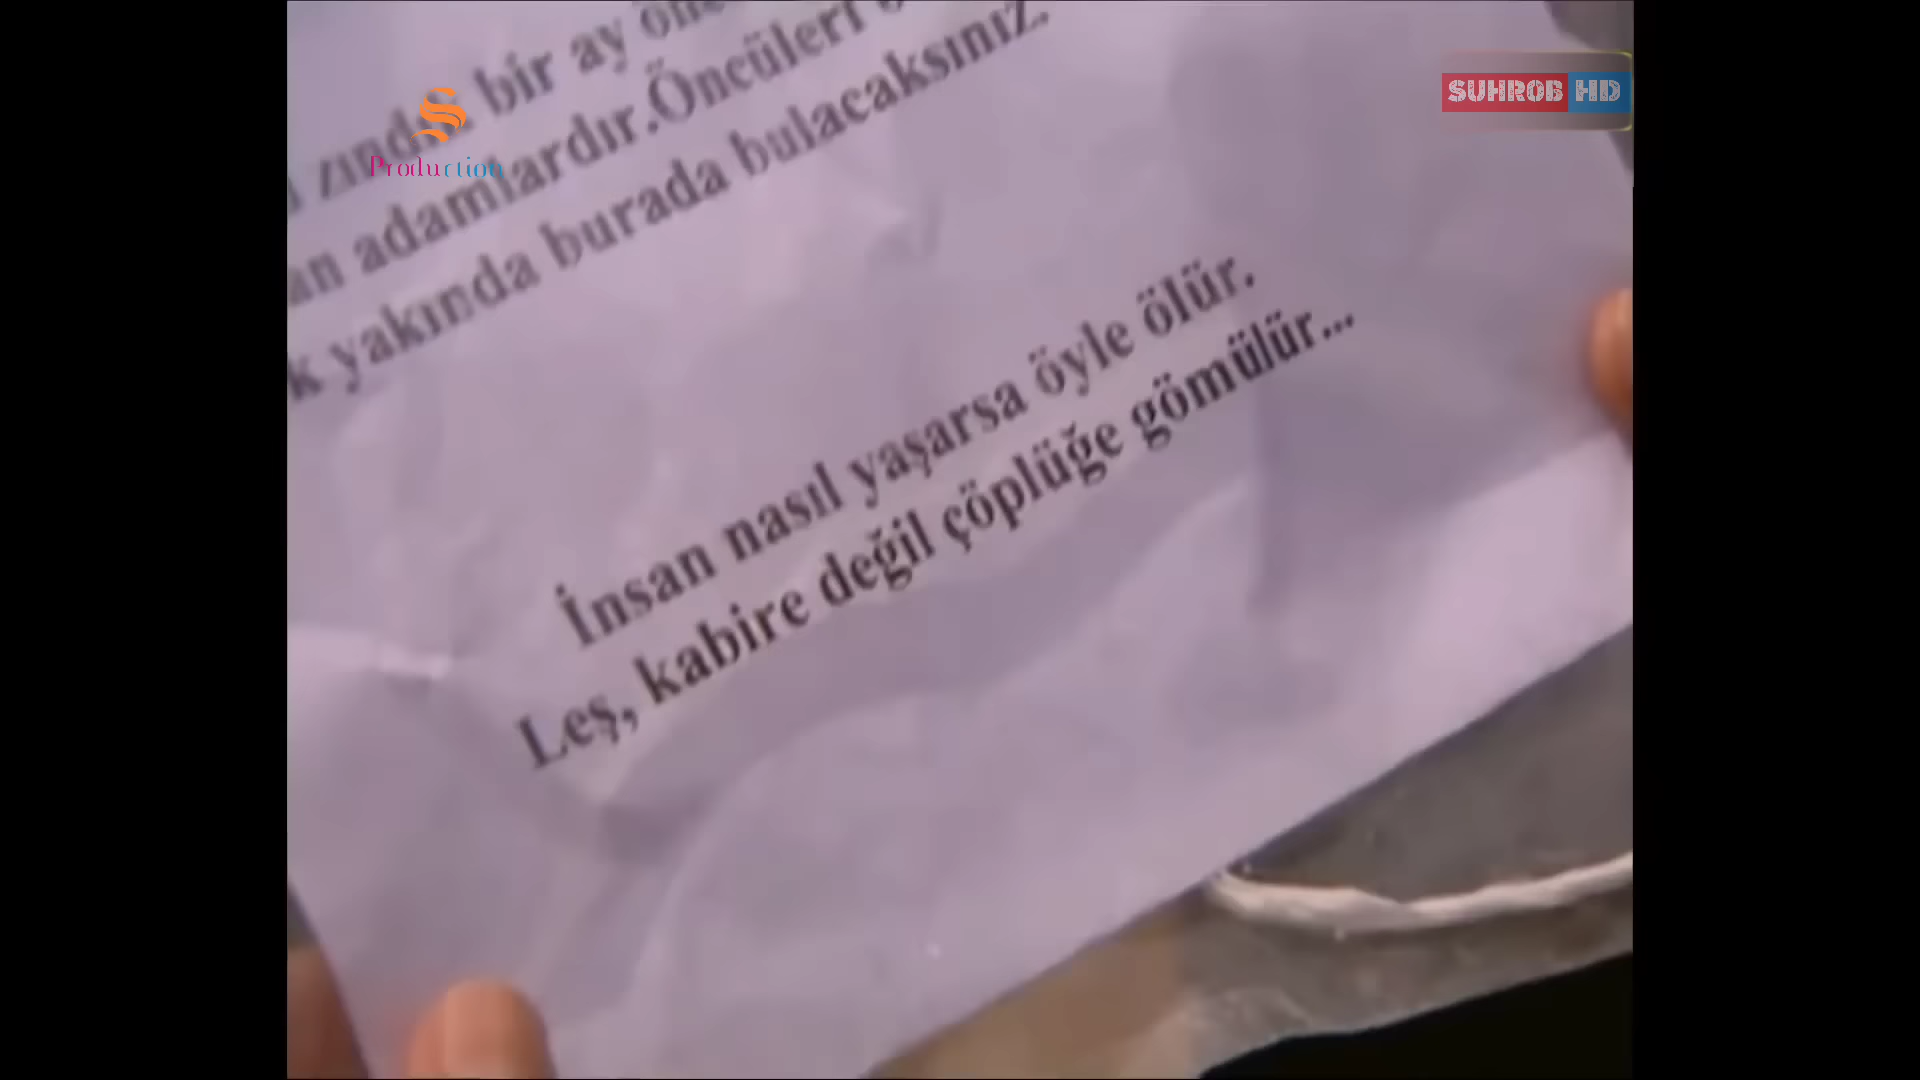 bir ay
adamlardır.Öncüleri
yakında burada bulacaksınız.
İnsan nasıl yaşarsa öyle ölür.
Leş, kabire değil çöplüğe gömülür...
Production
SUHROB HD